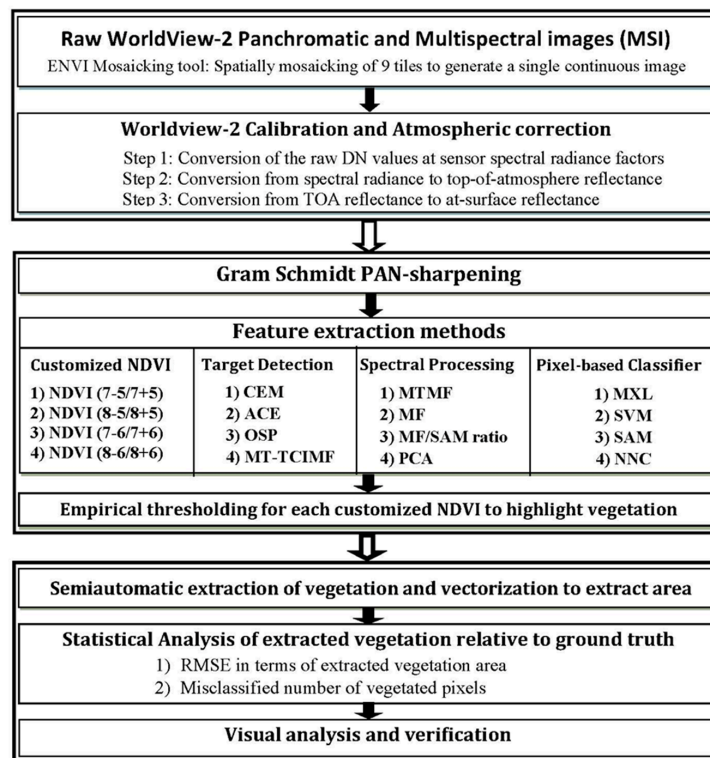 Raw WorldView-2 Panchromatic and Multispectral images (MSI)
ENVI Mosaicking tool: Spatially mosaicking of 9 tiles to generate a single continuous image
Worldview-2 Calibration and Atmospheric correction
Step 1: Conversion of the raw DN values at sensor spectral radiance factors
Step 2: Conversion from spectral radiance to top-of-atmosphere reflectance
Step 3: Conversion from TOA reflectance to at-surface reflectance
Gram Schmidt PAN-sharpening
Feature extraction methods
Customized NDVI
1) NDVI (7-5/7+5)
2) NDVI (8-5/8+5)
3) NDVI (7-6/7+6)
4) NDVI (8-6/8+6)
Target Detection
1) CEM
2) ACE
3) OSP
4) MT-TCIMF
Spectral Processing
1) MTMF
2) MF
3) MF/SAM ratio
4) PCA
Pixel-based Classifier
1) MXL
2) SVM
3) SAM
4) NNC
Empirical thresholding for each customized NDVI to highlight vegetation
Semiautomatic extraction of vegetation and vectorization to extract area
Statistical Analysis of extracted vegetation relative to ground truth
1) RMSE in terms of extracted vegetation area
2) Misclassified number of vegetated pixels
Visual analysis and verification